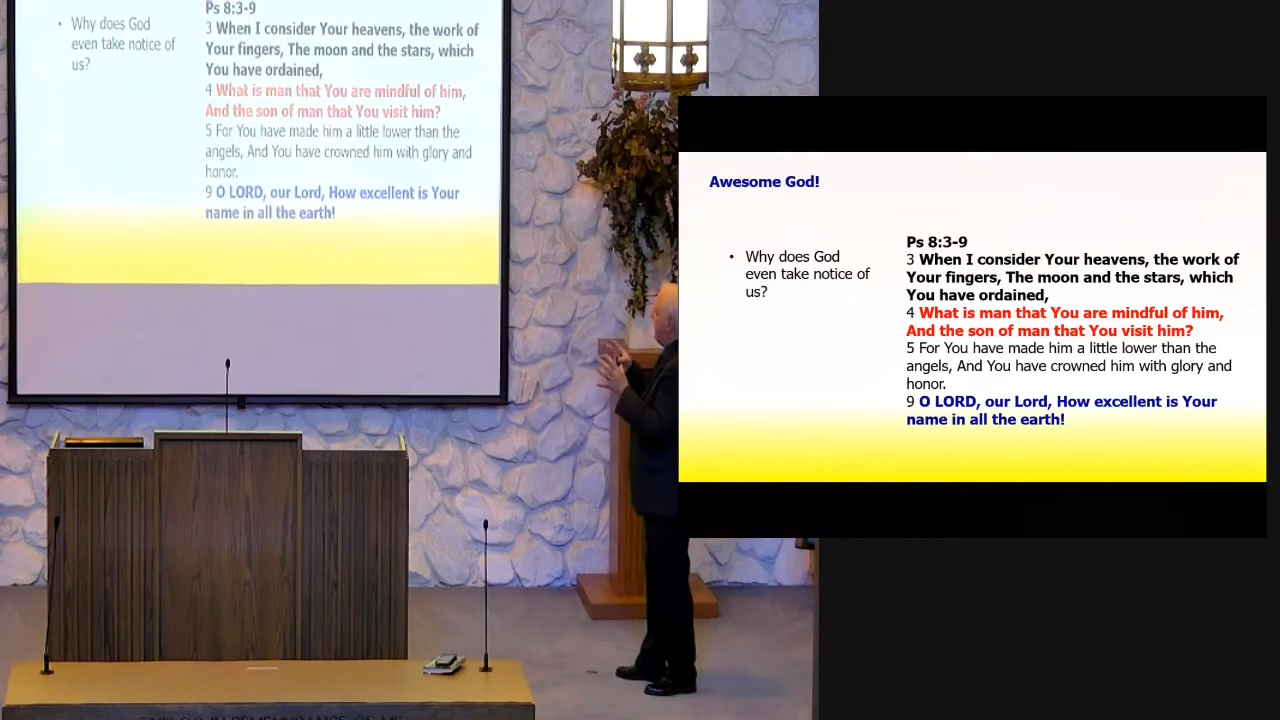 Ps 8:3-9
• Why does God
even take notice of
us?
3 When I consider Your heavens, the work of
Your fingers, The moon and the stars, which
You have ordained,
4 What is man that You are mindful of him,
And the son of man that You visit him?
5 For You have made him a little lower than the
angels, And You have crowned him with glory and
honor.
9 O LORD, our Lord, How excellent is Your
name in all the earth!
Awesome God!
• Why does God
even take notice of
us?
Ps 8:3-9
3 When I consider Your heavens, the work of
Your fingers, The moon and the stars, which
You have ordained,
4 What is man that You are mindful of him,
And the son of man that You visit him?
5 For You have made him a little lower than the
angels, And You have crowned him with glory and
honor.
9 O LORD, our Lord, How excellent is Your
name in all the earth!